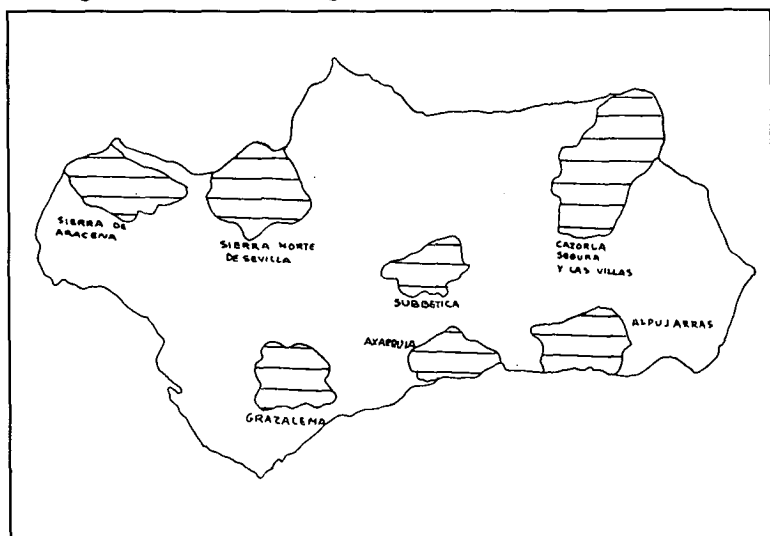 SIERRA DE
ARACENA
SIERRA NORTE
DE SEVILLA
CAZORLA
SEGURA
Y LAS VILLAS
SUBBETICA
AXARQUIA
ALPUJARRAS
GRAZALEMA